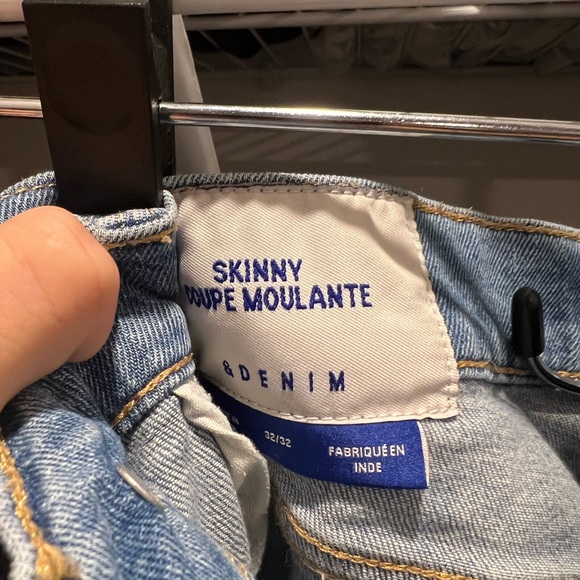 SKINNY
COUPE MOULANTE
& DENIM
32/32
FABRIQUÉ EN
INDE